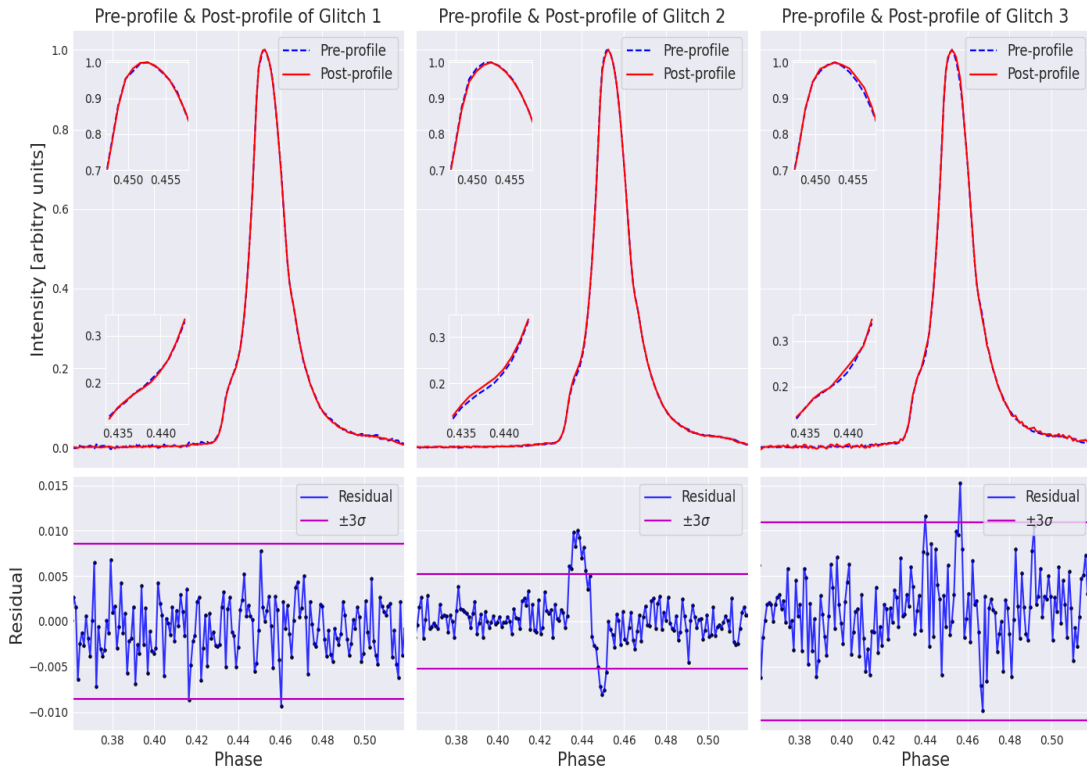 Pre-profile & Post-profile of Glitch 1
Pre-profile & Post-profile of Glitch 2
Pre-profile & Post-profile of Glitch 3
Intensity [arbitry units]
1.0
0.8
0.6
0.4
0.2
0.0
Pre-profile
Post-profile
1.0
0.9
0.8
0.7
0.450 0.455
0.3
0.2
0.435 0.440
Pre-profile
Post-profile
1.0
0.9
0.8
0.7
0.450 0.455
0.3
0.2
0.435 0.440
Pre-profile
Post-profile
1.0
0.9
0.8
0.7
0.450 0.455
0.3
0.2
0.435 0.440
Residual
0.015
0.010
0.005
0.000
−0.005
−0.010
Residual
±3σ
0.38 0.40 0.42 0.44 0.46 0.48 0.50
Phase
Residual
±3σ
0.38 0.40 0.42 0.44 0.46 0.48 0.50
Phase
Residual
±3σ
0.38 0.40 0.42 0.44 0.46 0.48 0.50
Phase